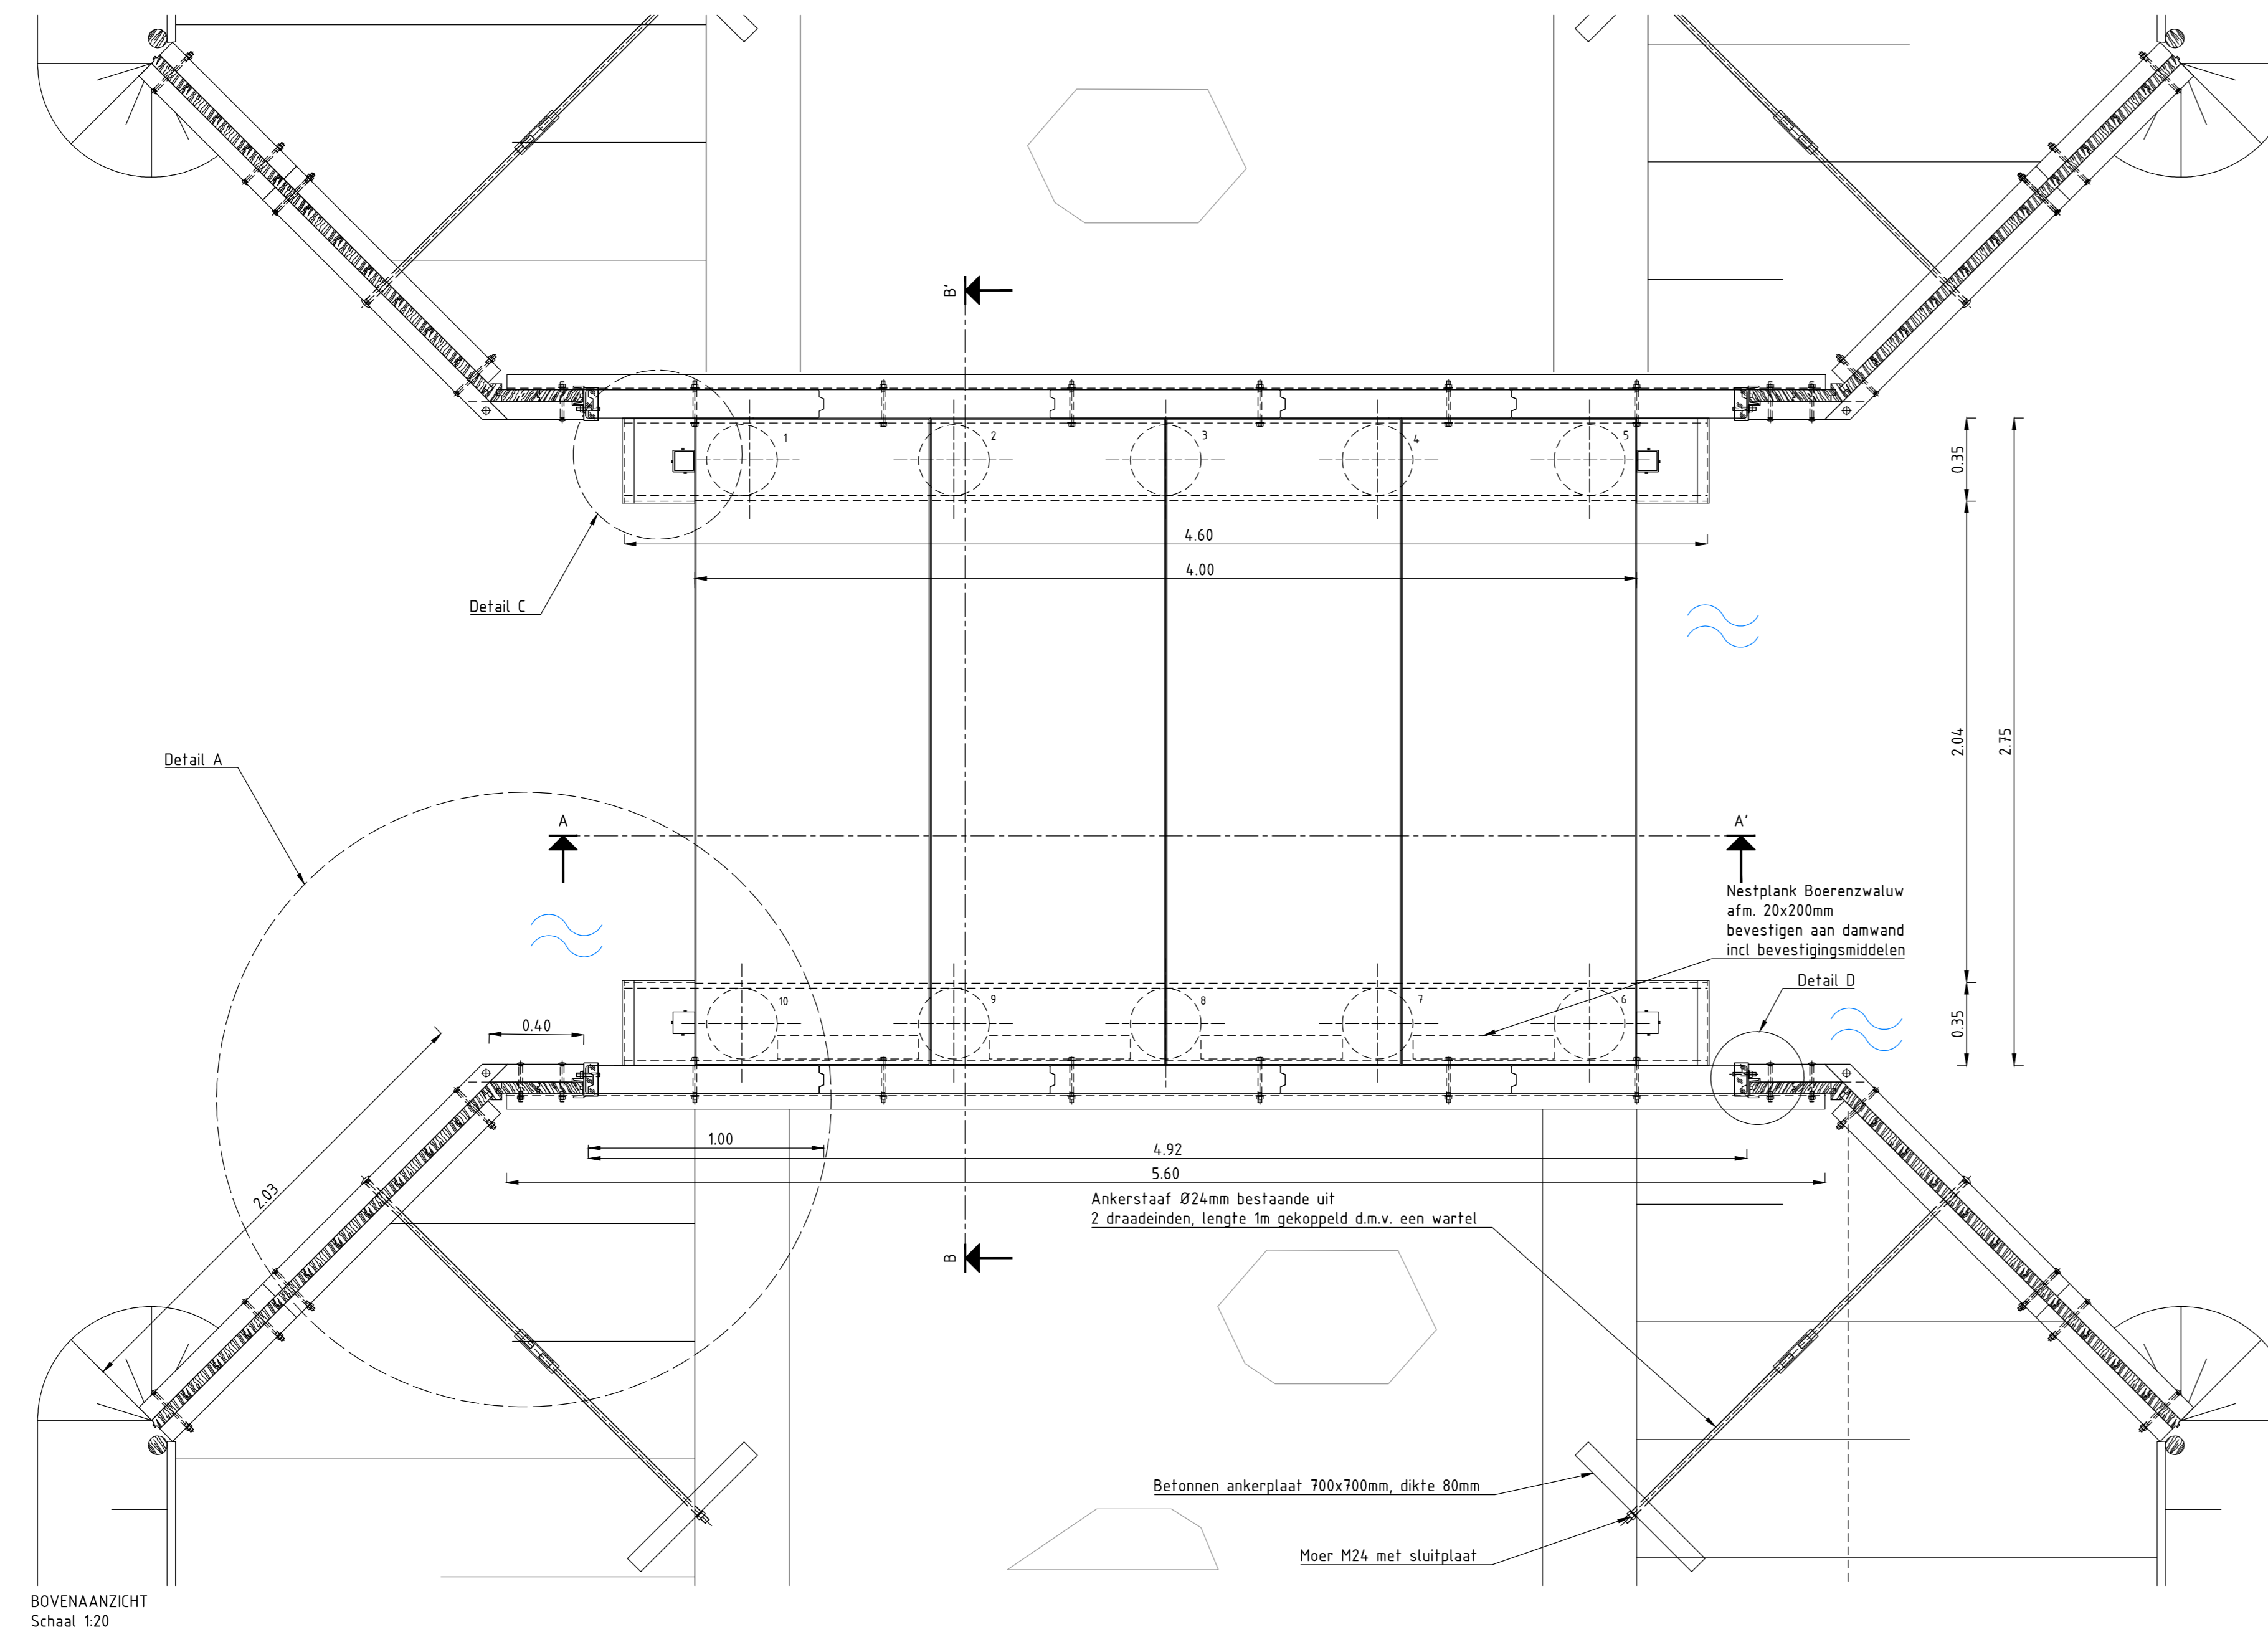 B'
1
2
3
4
5
0.35
4.60
4.00
Detail C
2.04
2.75
Detail A
A
A'
Nestplank Boerenzwaluw
afm. 20x200mm
bevestigen aan damwand
incl bevestigingsmiddelen
Detail D
10
9
8
7
6
0.40
0.35
1.00
4.92
5.60
2.03
Ankerstaaf Ø24mm bestaande uit
2 draadeinden, lengte 1m gekoppeld d.m.v. een wartel
B
Betonnen ankerplaat 700x700mm, dikte 80mm
Moer M24 met sluitplaat
BOVENAANZICHT
Schaal 1:20